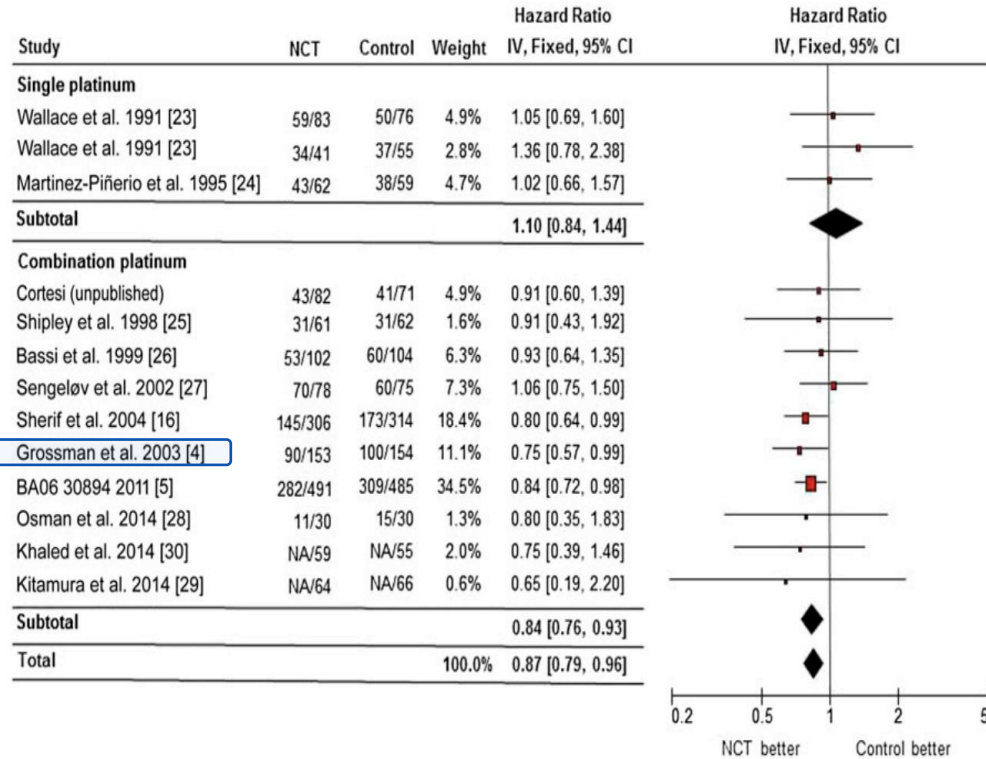 Hazard Ratio Hazard Ratio
Study NCT Control Weight IV, Fixed, 95% CI IV, Fixed, 95% CI
Single platinum
Wallace et al. 1991 [23] 59/83 50/76 4.9% 1.05 [0.69, 1.60]
Wallace et al. 1991 [23] 34/41 37/55 2.8% 1.36 [0.78, 2.38]
Martinez-Piñerio et al. 1995 [24] 43/62 38/59 4.7% 1.02 [0.66, 1.57]
Subtotal 1.10 [0.84, 1.44]
Combination platinum
Cortesi (unpublished) 43/82 41/71 4.9% 0.91 [0.60, 1.39]
Shipley et al. 1998 [25] 31/61 31/62 1.6% 0.91 [0.43, 1.92]
Bassi et al. 1999 [26] 53/102 60/104 6.3% 0.93 [0.64, 1.35]
Sengeløv et al. 2002 [27] 70/78 60/75 7.3% 1.06 [0.75, 1.50]
Sherif et al. 2004 [16] 145/306 173/314 18.4% 0.80 [0.64, 0.99]
Grossman et al. 2003 [4] 90/153 100/154 11.1% 0.75 [0.57, 0.99]
BA06 30894 2011 [5] 282/491 309/485 34.5% 0.84 [0.72, 0.98]
Osman et al. 2014 [28] 11/30 15/30 1.3% 0.80 [0.35, 1.83]
Khaled et al. 2014 [30] NA/59 NA/55 2.0% 0.75 [0.39, 1.46]
Kitamura et al. 2014 [29] NA/64 NA/66 0.6% 0.65 [0.19, 2.20]
Subtotal 0.84 [0.76, 0.93]
Total 100.0% 0.87 [0.79, 0.96]
0.2 0.5 1 2 5
NCT better Control better